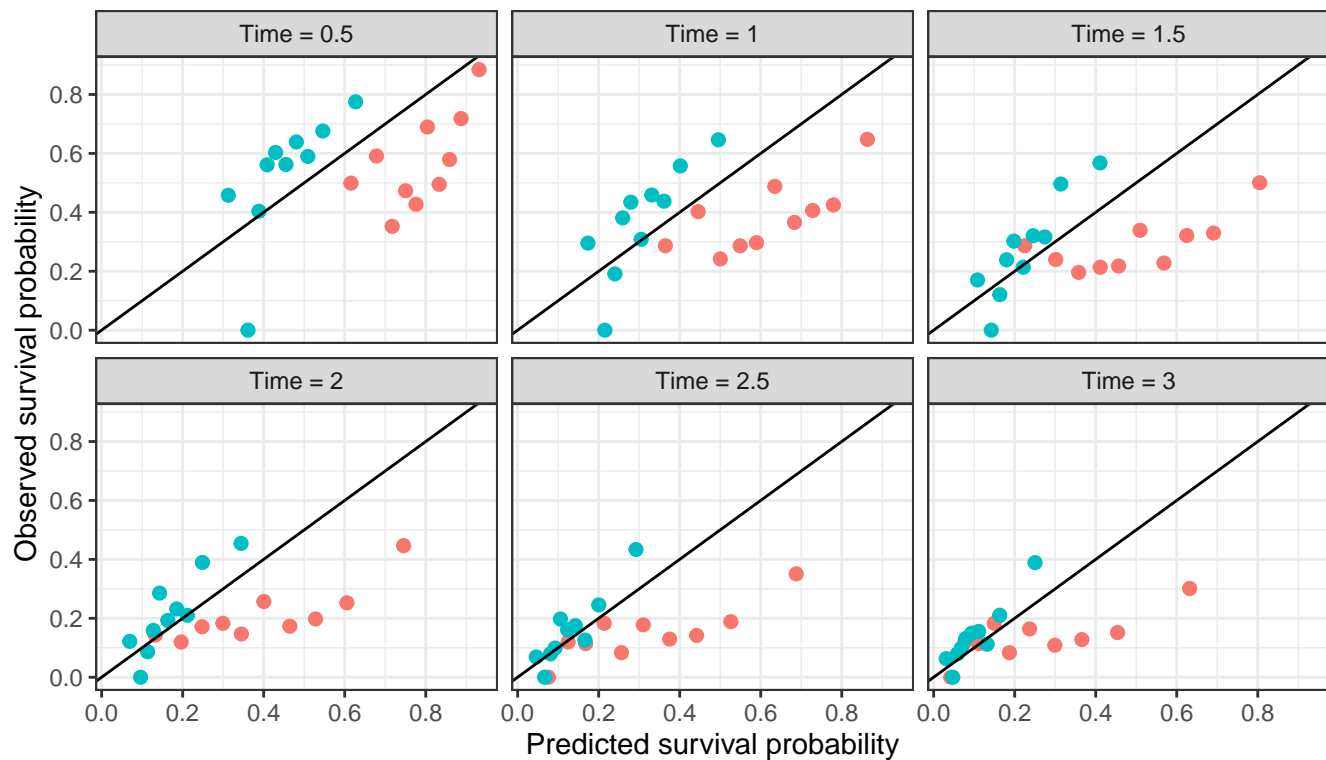 Time = 0.5
Time = 1
Time = 1.5
0.8
0.6
0.4
0.2
0.0
Time = 2
Time = 2.5
Time = 3
0.8
0.6
0.4
0.2
0.0
0.0 0.2 0.4 0.6 0.8
0.0 0.2 0.4 0.6 0.8
0.0 0.2 0.4 0.6 0.8
Observed survival probability
Predicted survival probability